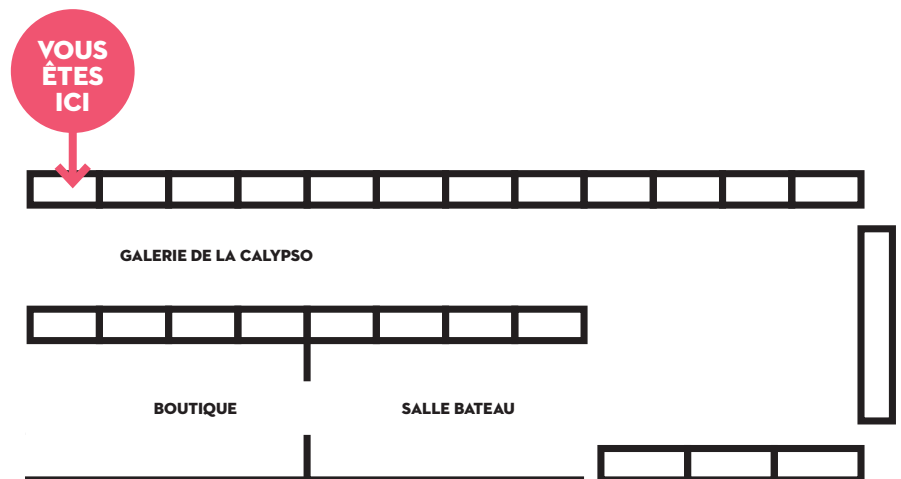 VOUS
ÊTES
ICI
GALERIE DE LA CALYPSO
BOUTIQUE
SALLE BATEAU